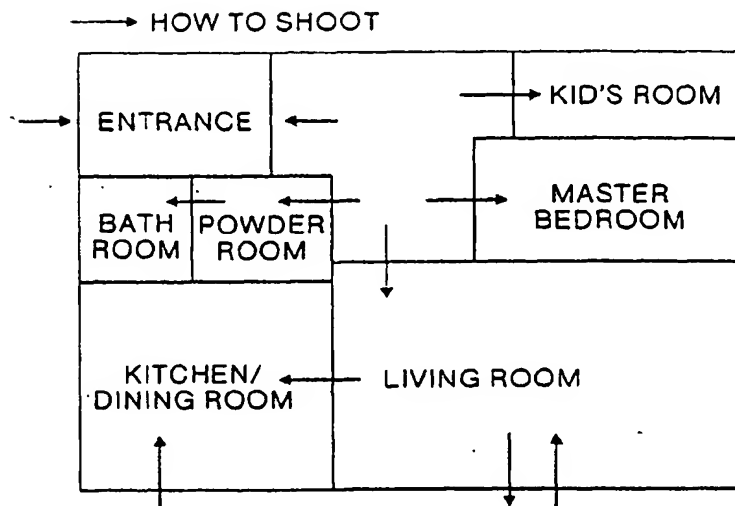 HOW TO SHOOT
KID'S ROOM
ENTRANCE
MASTER
BEDROOM
BATH
ROOM
POWDER
ROOM
KITCHEN/
DINING ROOM
LIVING ROOM